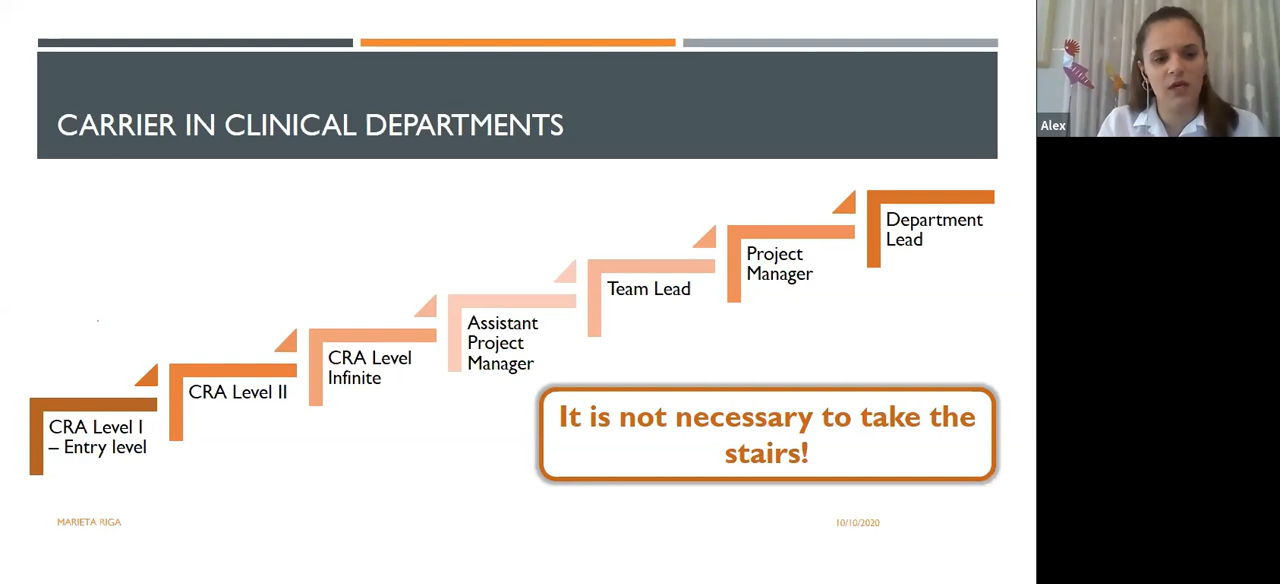 CARRIER IN CLINICAL DEPARTMENTS
Alex
Department
Lead
Project
Manager
Team Lead
Assistant
Project
Manager
CRA Level
Infinite
CRA Level II
CRA Level I
– Entry level
It is not necessary to take the
stairs!
MARIETA RIGA
10/10/2020